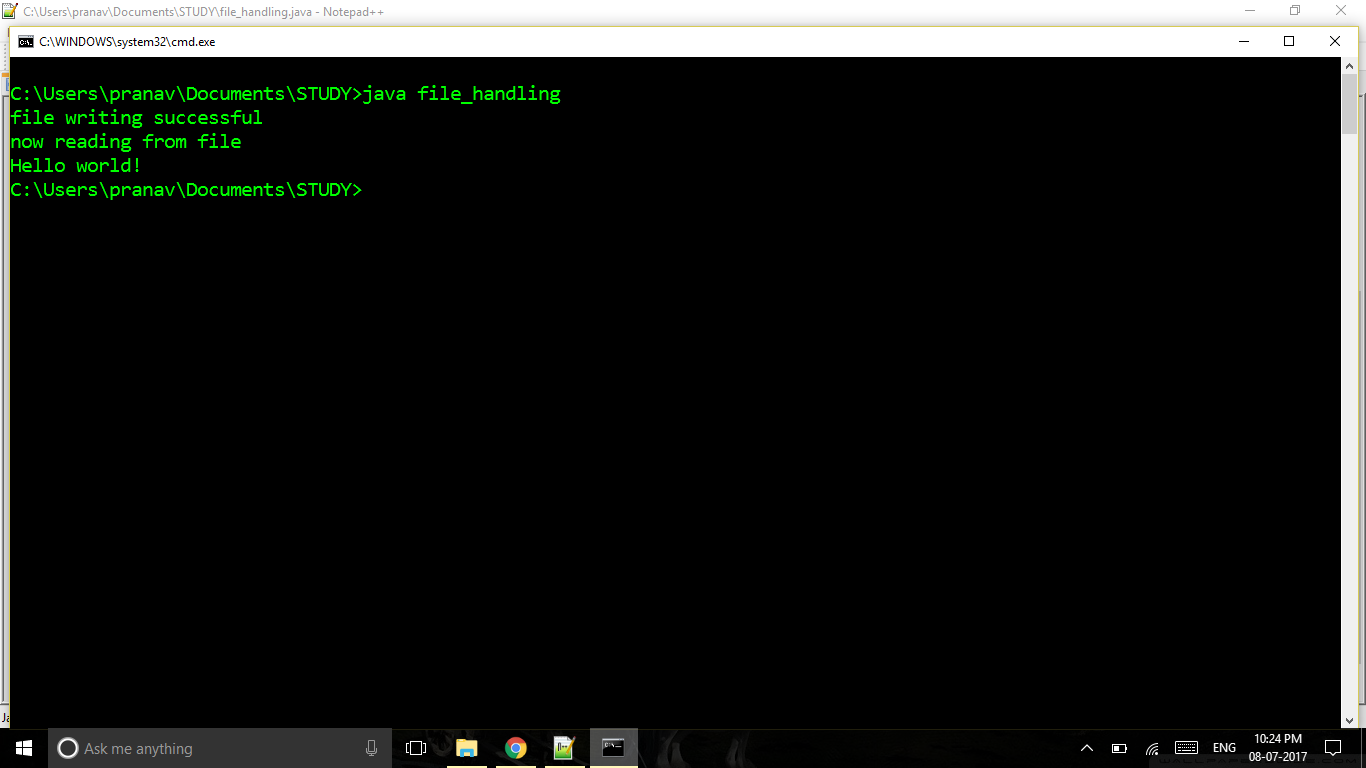 C:\Users\pranav\Documents\STUDY\file_handling.java - Notepad++
C:\WINDOWS\system32\cmd.exe
C:\Users\pranav\Documents\STUDY>java file_handling
file writing successful
now reading from file
Hello world!
C:\Users\pranav\Documents\STUDY>
Ja
Ask me anything
ENG
10:24 PM
08-07-2017